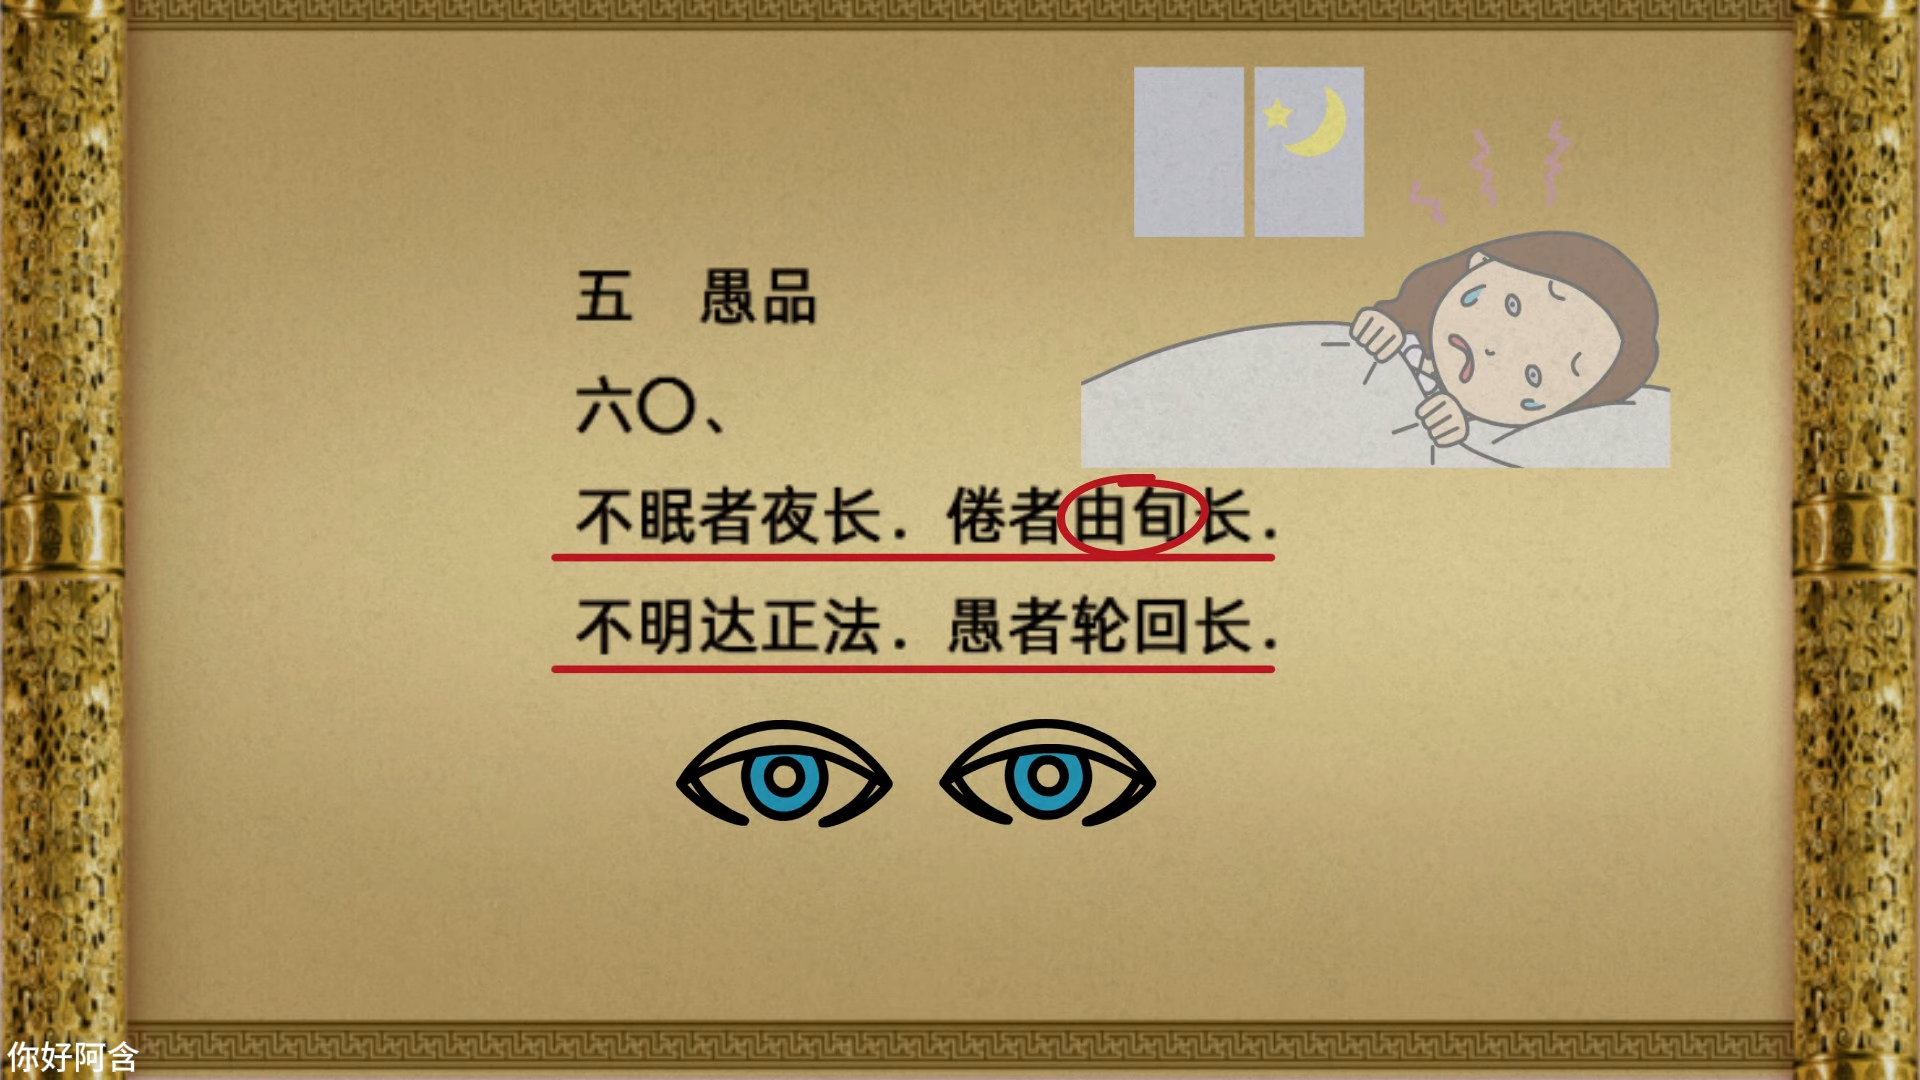 五　愚品
六〇、
不眠者夜长．倦者由旬长．
不明达正法．愚者轮回长．
你好阿含